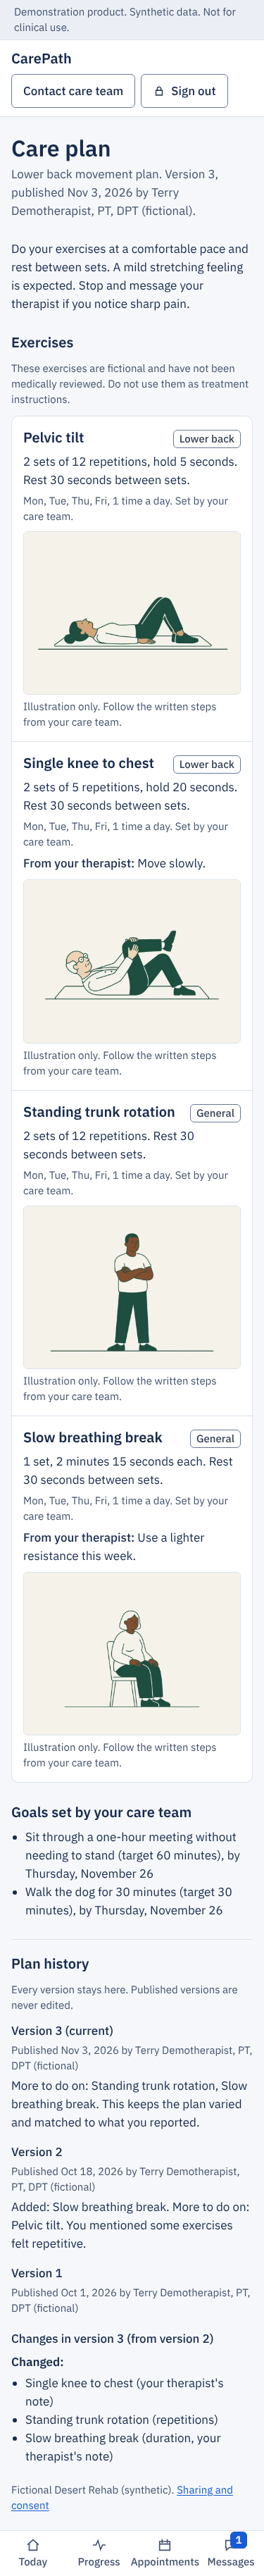 Demonstration product. Synthetic data. Not for
clinical use.
CarePath
Contact care team
Sign out
Care plan
Lower back movement plan. Version 3,
published Nov 3, 2026 by Terry
Demotherapist, PT, DPT (fictional).
Do your exercises at a comfortable pace and
rest between sets. A mild stretching feeling
is expected. Stop and message your
therapist if you notice sharp pain.
Exercises
These exercises are fictional and have not been
medically reviewed. Do not use them as treatment
instructions.
Pelvic tilt
Lower back
2 sets of 12 repetitions, hold 5 seconds.
Rest 30 seconds between sets.
Mon, Tue, Thu, Fri, 1 time a day. Set by your
care team.
Illustration only. Follow the written steps
from your care team.
Single knee to chest
Lower back
2 sets of 5 repetitions, hold 20 seconds.
Rest 30 seconds between sets.
Mon, Tue, Thu, Fri, 1 time a day. Set by your
care team.
From your therapist: Move slowly.
Illustration only. Follow the written steps
from your care team.
Standing trunk rotation
General
2 sets of 12 repetitions. Rest 30
seconds between sets.
Mon, Tue, Thu, Fri, 1 time a day. Set by your
care team.
Illustration only. Follow the written steps
from your care team.
Slow breathing break
General
1 set, 2 minutes 15 seconds each. Rest
30 seconds between sets.
Mon, Tue, Thu, Fri, 1 time a day. Set by your
care team.
From your therapist: Use a lighter
resistance this week.
Illustration only. Follow the written steps
from your care team.
Goals set by your care team
• Sit through a one-hour meeting without
needing to stand (target 60 minutes), by
Thursday, November 26
• Walk the dog for 30 minutes (target 30
minutes), by Thursday, November 26
Plan history
Every version stays here. Published versions are
never edited.
Version 3 (current)
Published Nov 3, 2026 by Terry Demotherapist, PT,
DPT (fictional)
More to do on: Standing trunk rotation, Slow
breathing break. This keeps the plan varied
and matched to what you reported.
Version 2
Published Oct 18, 2026 by Terry Demotherapist,
PT, DPT (fictional)
Added: Slow breathing break. More to do on:
Pelvic tilt. You mentioned some exercises
felt repetitive.
Version 1
Published Oct 1, 2026 by Terry Demotherapist, PT,
DPT (fictional)
Changes in version 3 (from version 2)
Changed:
• Single knee to chest (your therapist's
note)
• Standing trunk rotation (repetitions)
• Slow breathing break (duration, your
therapist's note)
Fictional Desert Rehab (synthetic). Sharing and
consent
1
Today
Progress
Appointments
Messages